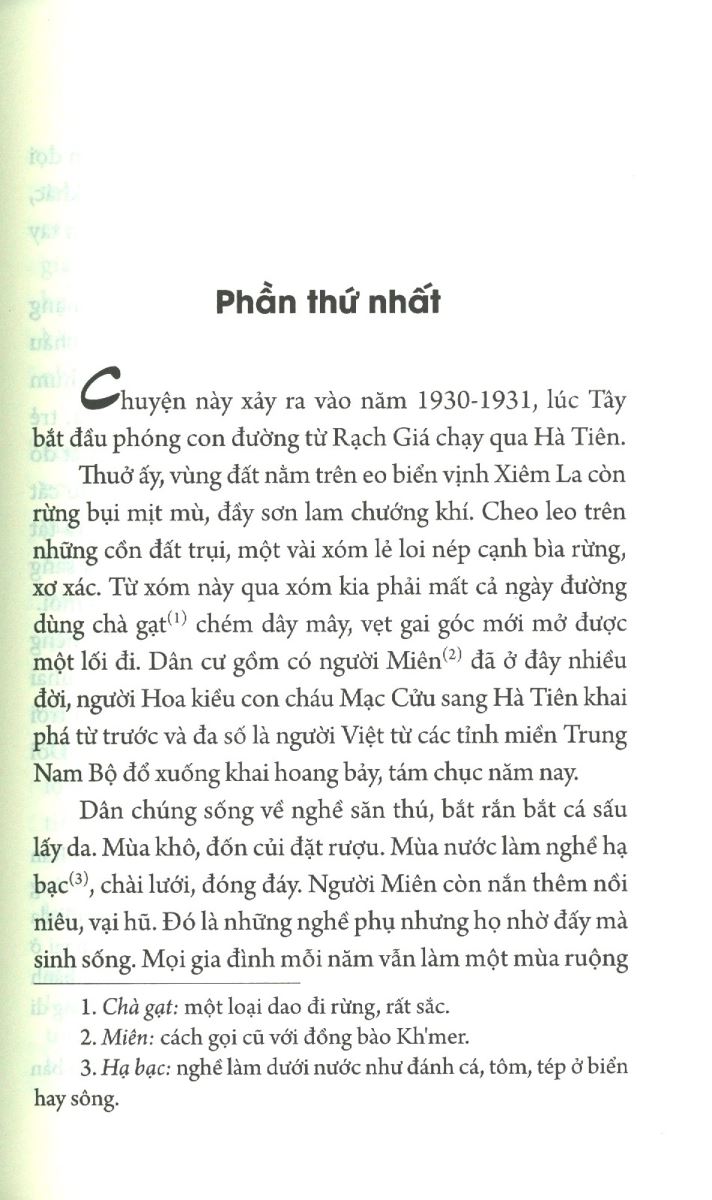 Phần thứ nhất
Chuyện này xảy ra vào năm 1930-1931, lúc Tây
bắt đầu phóng con đường từ Rạch Giá chạy qua Hà Tiên.
Thuở ấy, vùng đất nằm trên eo biển vịnh Xiêm La còn
rừng bụi mịt mù, đầy sơn lam chướng khí. Cheo leo trên
những cồn đất trụi, một vài xóm lẻ loi nép cạnh bìa rừng,
xơ xác. Từ xóm này qua xóm kia phải mất cả ngày đường
dùng chà gạt(1) chém dây mây, vẹt gai góc mới mở được
một lối đi. Dân cư gồm có người Miên(2) đã ở đây nhiều
đời, người Hoa kiều con cháu Mạc Cửu sang Hà Tiên khai
phá từ trước và đa số là người Việt từ các tỉnh miền Trung
Nam Bộ đổ xuống khai hoang bảy, tám chục năm nay.
Dân chúng sống về nghề săn thú, bắt rắn bắt cá sấu
lấy da. Mùa khô, đốn củi đặt rượu. Mùa nước làm nghề hạ
bạc(3), chài lưới, đóng đáy. Người Miên còn nắn thêm nồi
niêu, vại hũ. Đó là những nghề phụ nhưng họ nhờ đấy mà
sinh sống. Mọi gia đình mỗi năm vẫn làm một mùa ruộng
1. Chà gạt: một loại dao đi rừng, rất sắc.
2. Miên: cách gọi cũ với đồng bào Kh'mer.
3. Hạ bạc: nghề làm dưới nước như đánh cá, tôm, tép ở biển
hay sông.